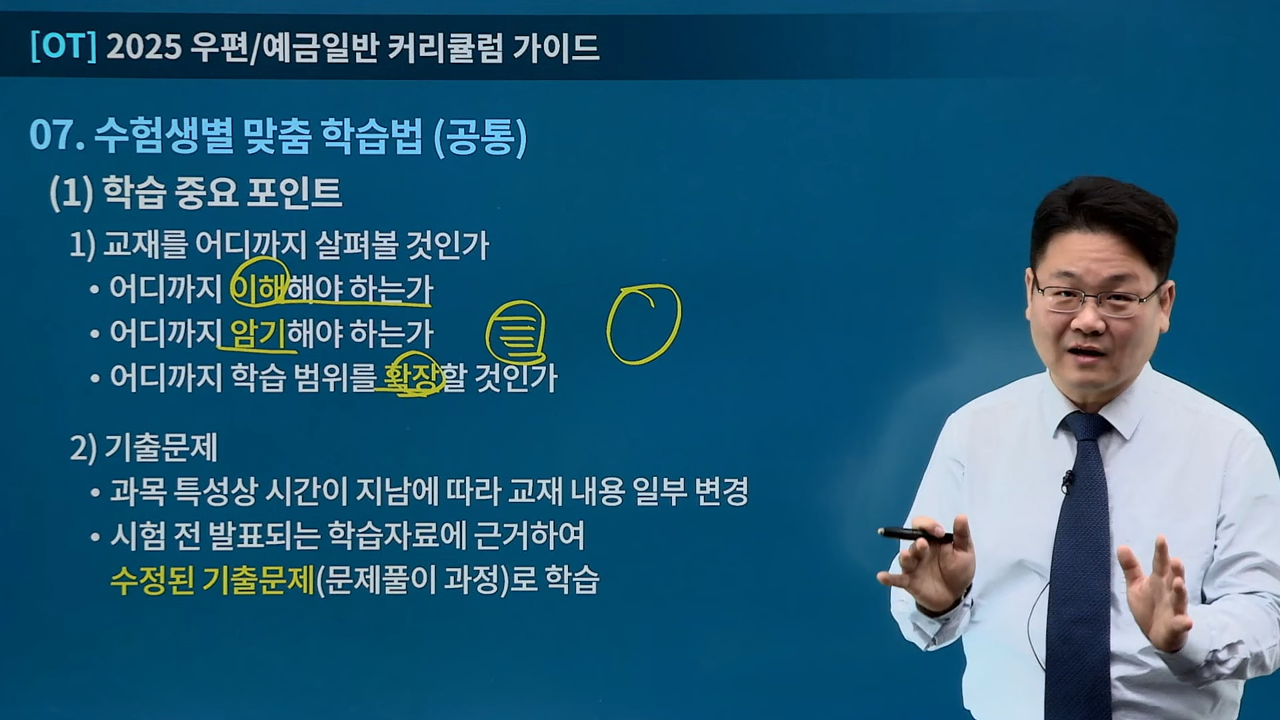 [OT] 2025 우편/예금일반 커리큘럼 가이드
07. 수험생별 맞춤 학습법 (공통)
(1) 학습 중요 포인트
1) 교재를 어디까지 살펴볼 것인가
• 어디까지 이해해야 하는가
• 어디까지 암기해야 하는가
• 어디까지 학습 범위를 확장할 것인가
2) 기출문제
• 과목 특성상 시간이 지남에 따라 교재 내용 일부 변경
• 시험 전 발표되는 학습자료에 근거하여
수정된 기출문제(문제풀이 과정)로 학습